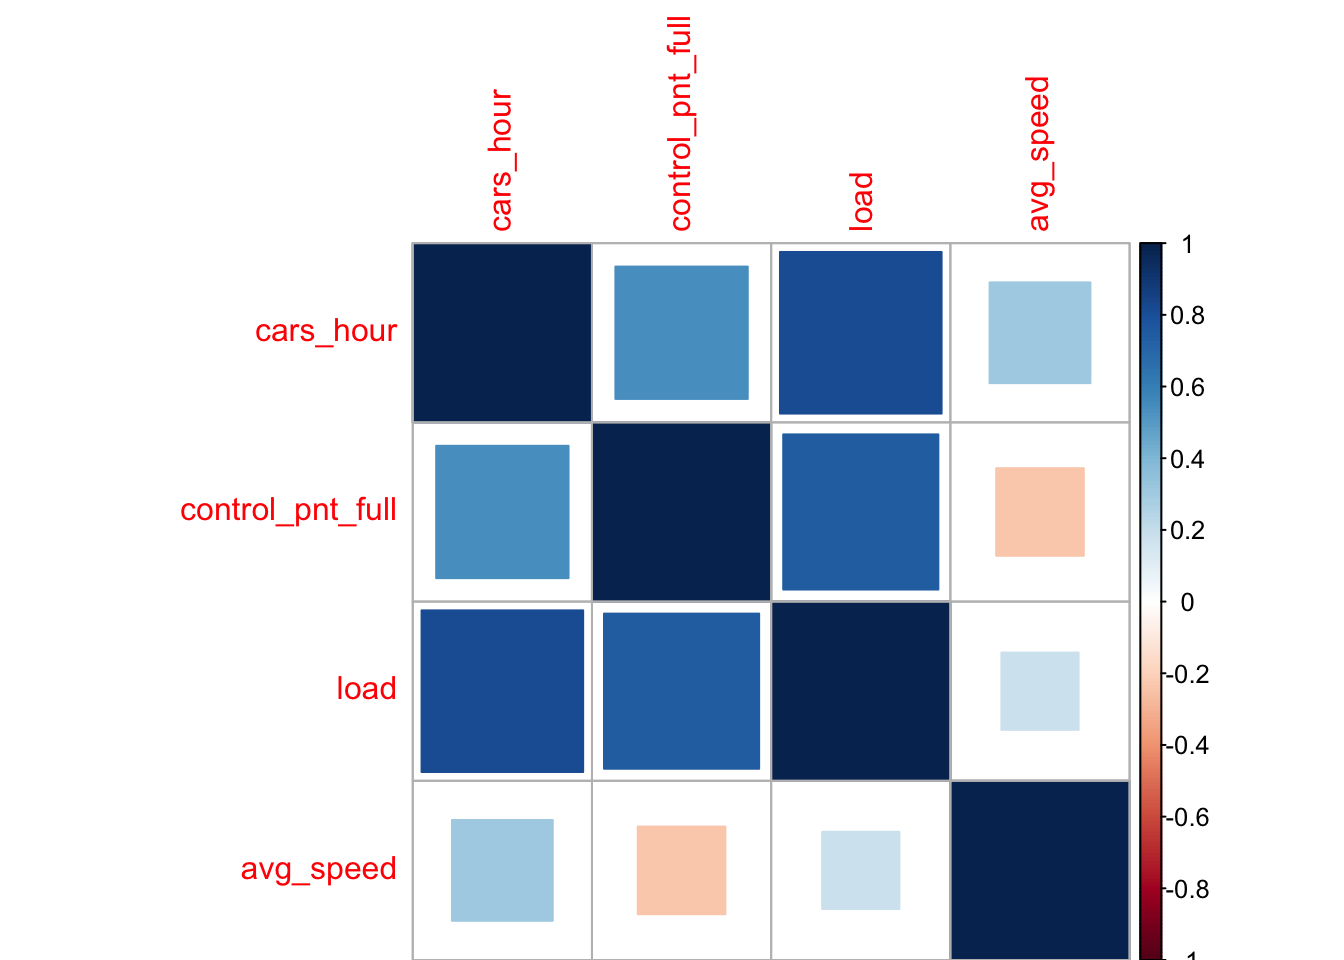 cars_hour
control_pnt_full
load
avg_speed
cars_hour
control_pnt_full
load
avg_speed
1
0.8
0.6
0.4
0.2
0
-0.2
-0.4
-0.6
-0.8
-1